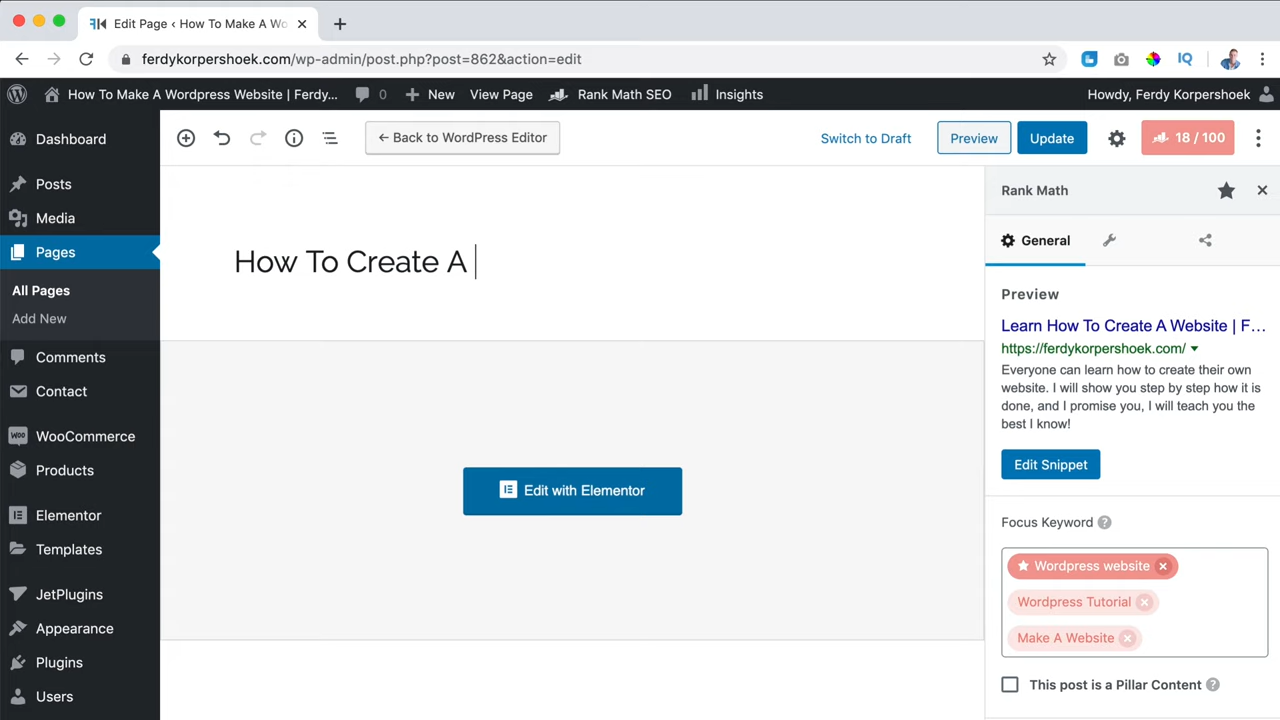 Edit Page ‹ How To Make A Wo
ferdykorpershoek.com/wp-admin/post.php?post=862&action=edit
IQ
How To Make A Wordpress Website | Ferdy... 0 New View Page Rank Math SEO Insights Howdy, Ferdy Korpershoek
Dashboard
Posts
Media
Pages
All Pages
Add New
Comments
Contact
WooCommerce
Products
Elementor
Templates
JetPlugins
Appearance
Plugins
Users
← Back to WordPress Editor Switch to Draft Preview Update 18 / 100
How To Create A
Edit with Elementor
Rank Math
General
Preview
Learn How To Create A Website | F...
https://ferdykorpershoek.com/
Everyone can learn how to create their own
website. I will show you step by step how it is
done, and I promise you, I will teach you the
best I know!
Edit Snippet
Focus Keyword ?
Wordpress website
Wordpress Tutorial
Make A Website
This post is a Pillar Content ?